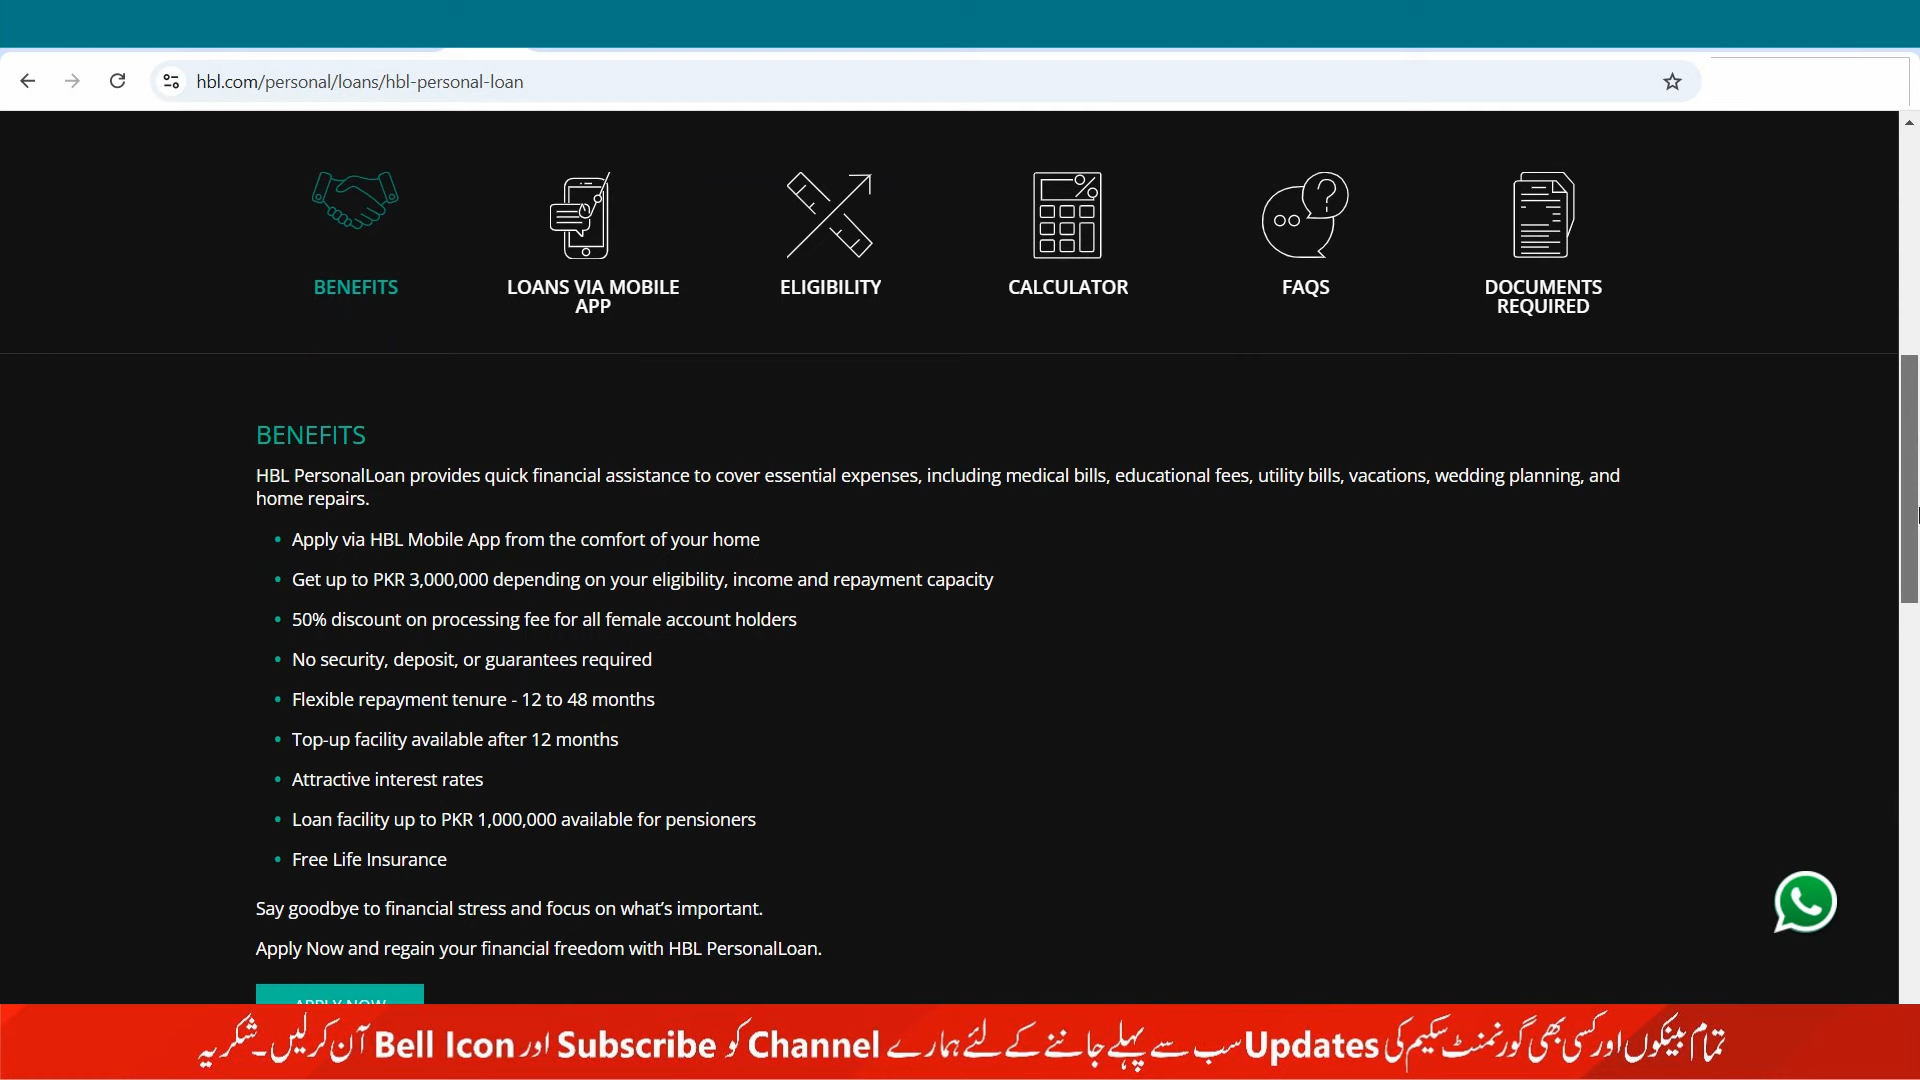 hbl.com/personal/loans/hbl-personal-loan
BENEFITS
LOANS VIA MOBILE
APP
ELIGIBILITY
CALCULATOR
FAQS
DOCUMENTS
REQUIRED
BENEFITS
HBL PersonalLoan provides quick financial assistance to cover essential expenses, including medical bills, educational fees, utility bills, vacations, wedding planning, and
home repairs.
• Apply via HBL Mobile App from the comfort of your home
• Get up to PKR 3,000,000 depending on your eligibility, income and repayment capacity
• 50% discount on processing fee for all female account holders
• No security, deposit, or guarantees required
• Flexible repayment tenure - 12 to 48 months
• Top-up facility available after 12 months
• Attractive interest rates
• Loan facility up to PKR 1,000,000 available for pensioners
• Free Life Insurance
Say goodbye to financial stress and focus on what’s important.
Apply Now and regain your financial freedom with HBL PersonalLoan.
APPLY NOW
تمام بینکوں اور کسی بھی گورنمنٹ سکیم کی Updates سب سے پہلے جاننے کے لئے ہمارے Channel کو Subscribe اور Bell Icon آن کر لیں۔ شکریہ